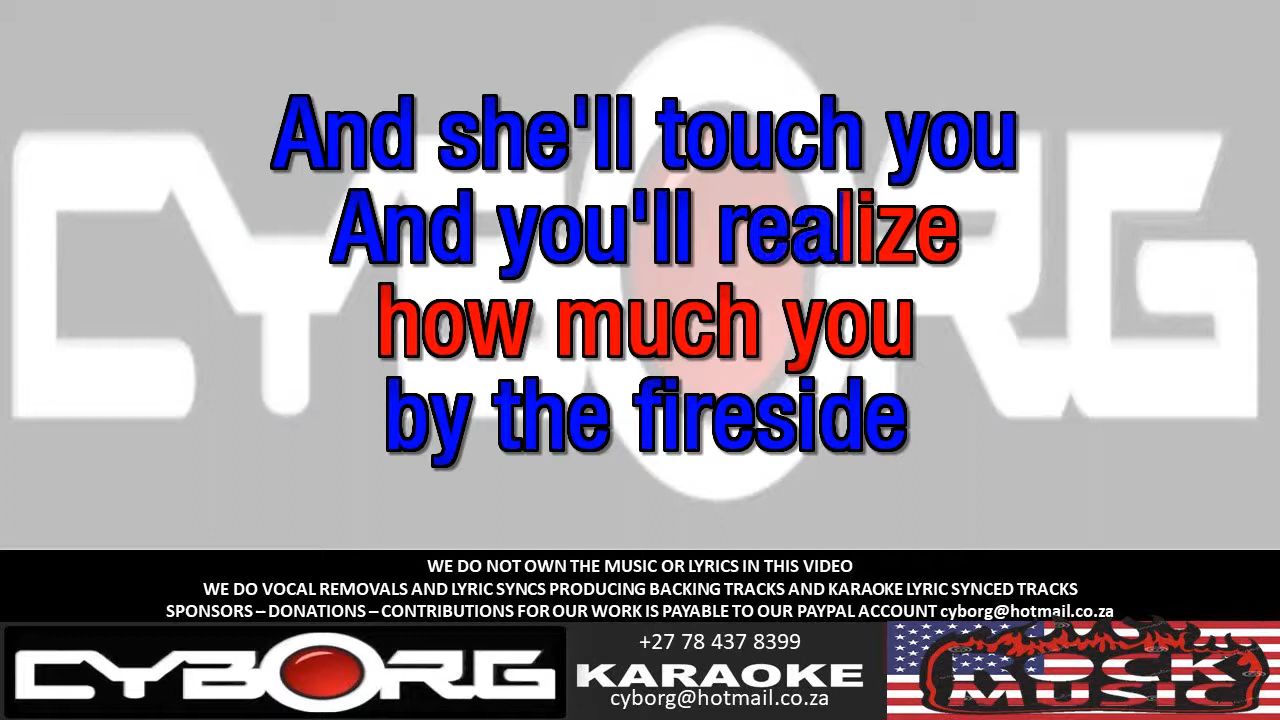 And she'll touch you
And you'll realize
how much you
by the fireside
CYBORG
WE DO NOT OWN THE MUSIC OR LYRICS IN THIS VIDEO
WE DO VOCAL REMOVALS AND LYRIC SYNCS PRODUCING BACKING TRACKS AND KARAOKE LYRIC SYNCED TRACKS
SPONSORS – DONATIONS – CONTRIBUTIONS FOR OUR WORK IS PAYABLE TO OUR PAYPAL ACCOUNT cyborg@hotmail.co.za
CYBORG
+27 78 437 8399
KARAOKE
cyborg@hotmail.co.za
ROCK
MUSIC